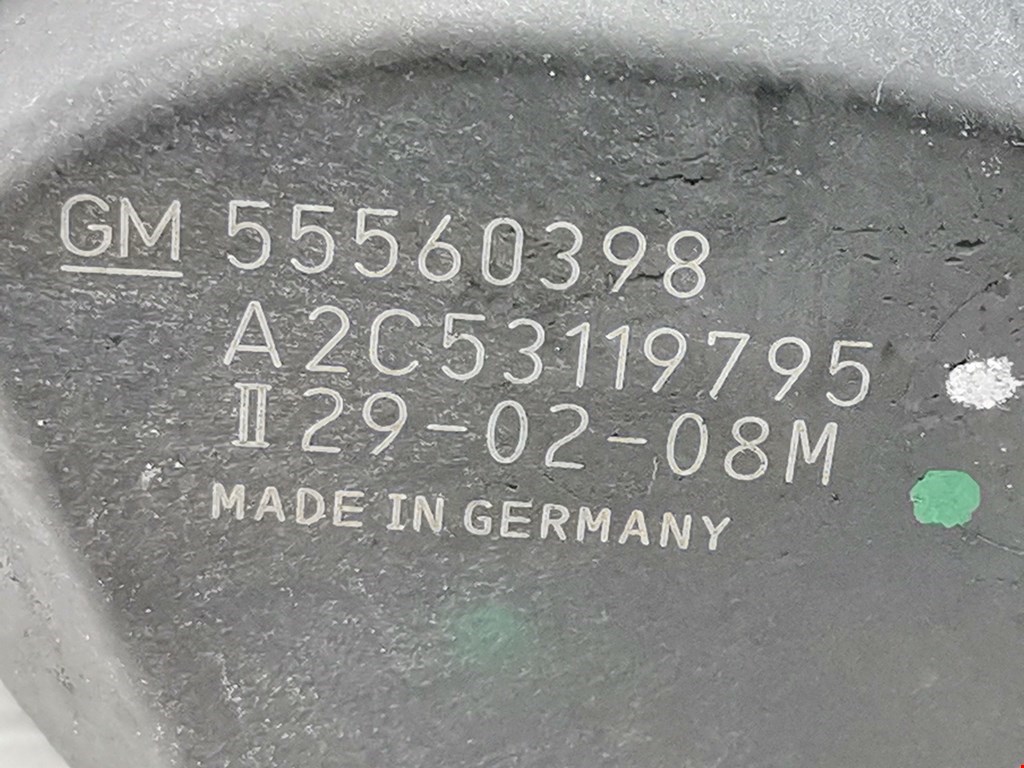 GM 55560398
A2C53119795
II 29-02-08M
MADE IN GERMANY